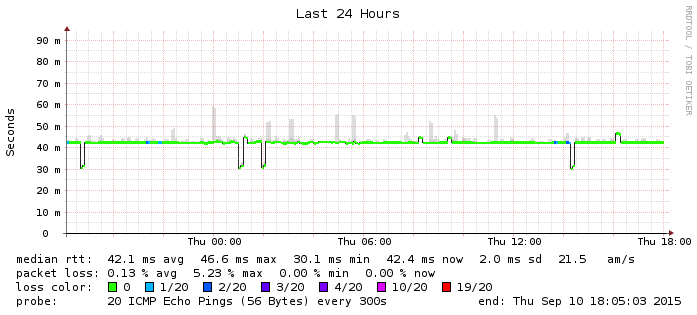 Last 24 Hours
RRDTOOL / TOBI OETIKER
Seconds
90 m
80 m
70 m
60 m
50 m
40 m
30 m
20 m
10 m
0
Thu 00:00 Thu 06:00 Thu 12:00 Thu 18:00
median rtt: 42.1 ms avg 46.6 ms max 30.1 ms min 42.4 ms now 2.0 ms sd 21.5 am/s
packet loss: 0.13 % avg 5.23 % max 0.00 % min 0.00 % now
loss color: 0 1/20 2/20 3/20 4/20 10/20 19/20
probe: 20 ICMP Echo Pings (56 Bytes) every 300s end: Thu Sep 10 18:05:03 2015